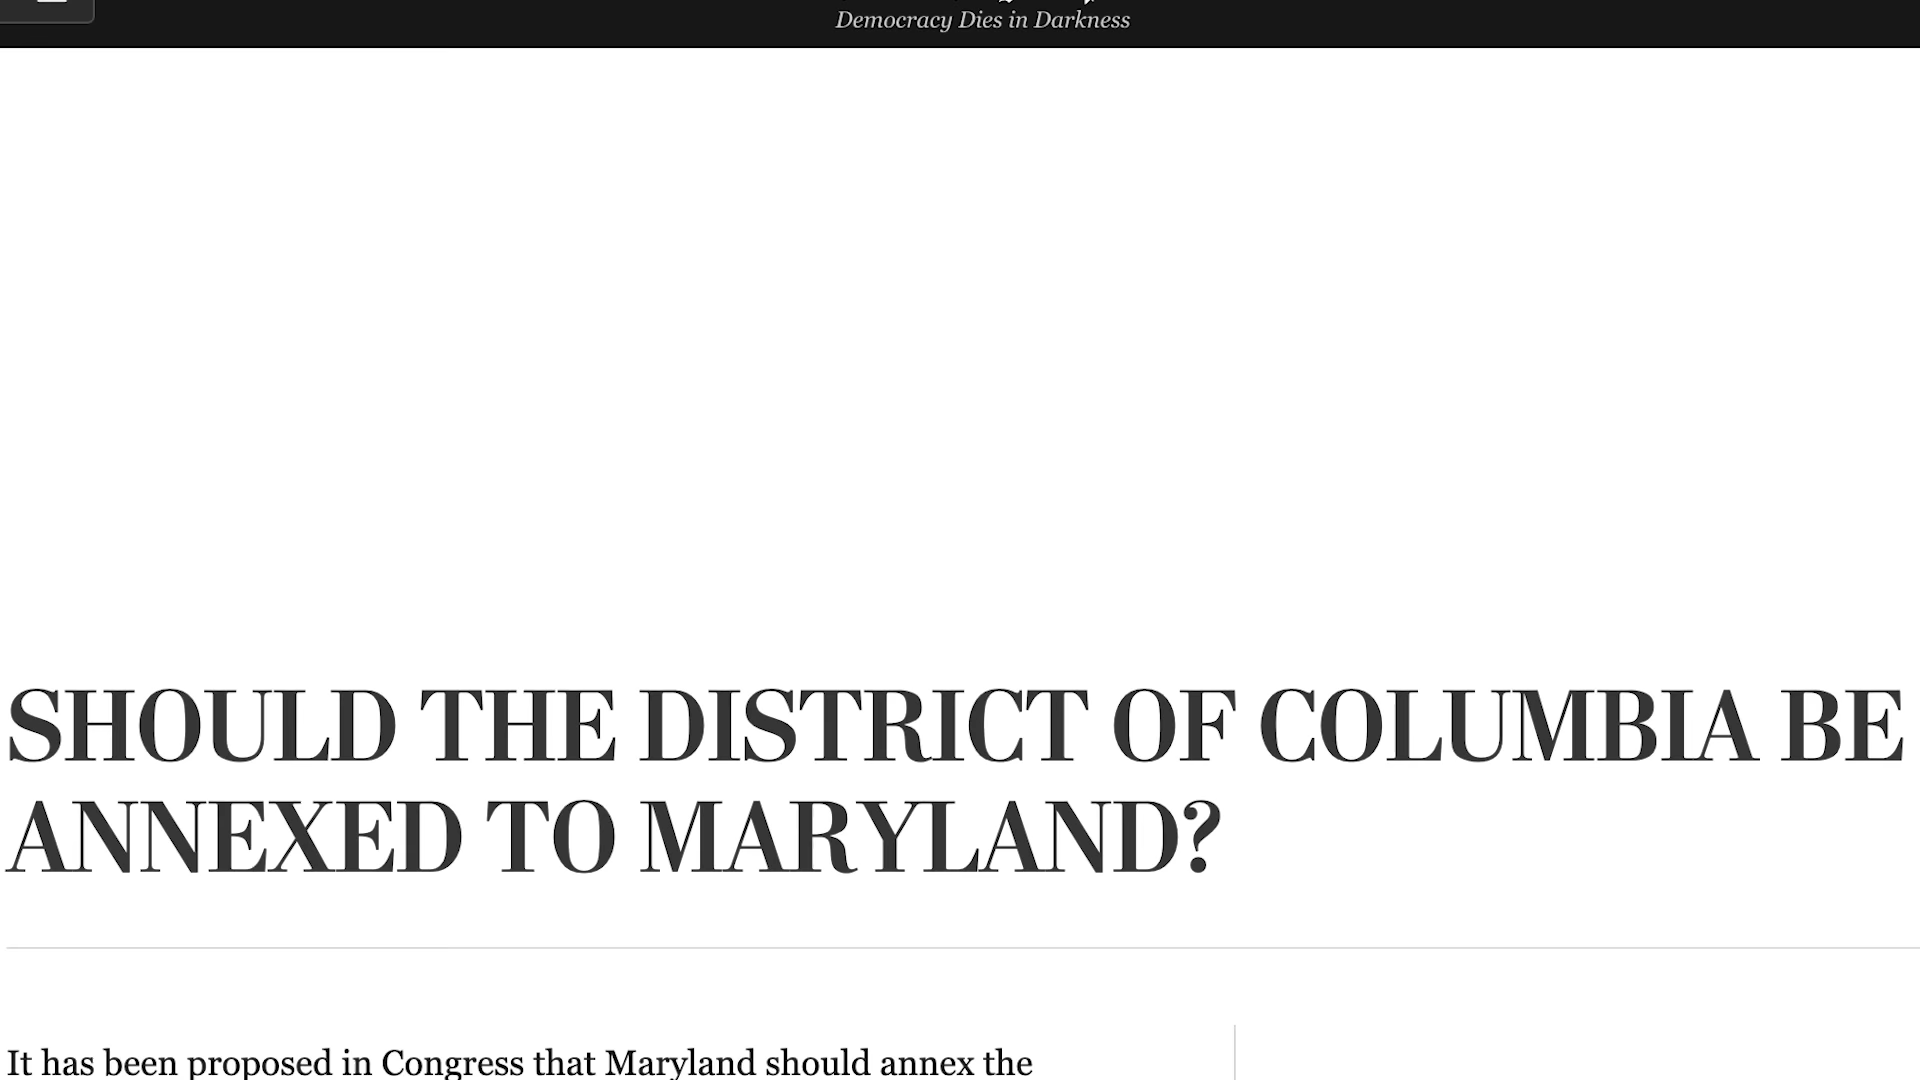 Democracy Dies in Darkness
SHOULD THE DISTRICT OF COLUMBIA BE
ANNEXED TO MARYLAND?
It has been proposed in Congress that Maryland should annex the